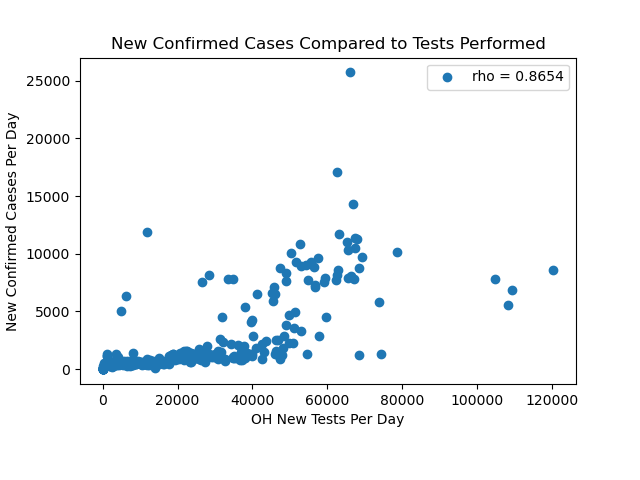 New Confirmed Cases Compared to Tests Performed
rho = 0.8654
New Confirmed Caeses Per Day
25000
20000
15000
10000
5000
0
0 20000 40000 60000 80000 100000 120000
OH New Tests Per Day